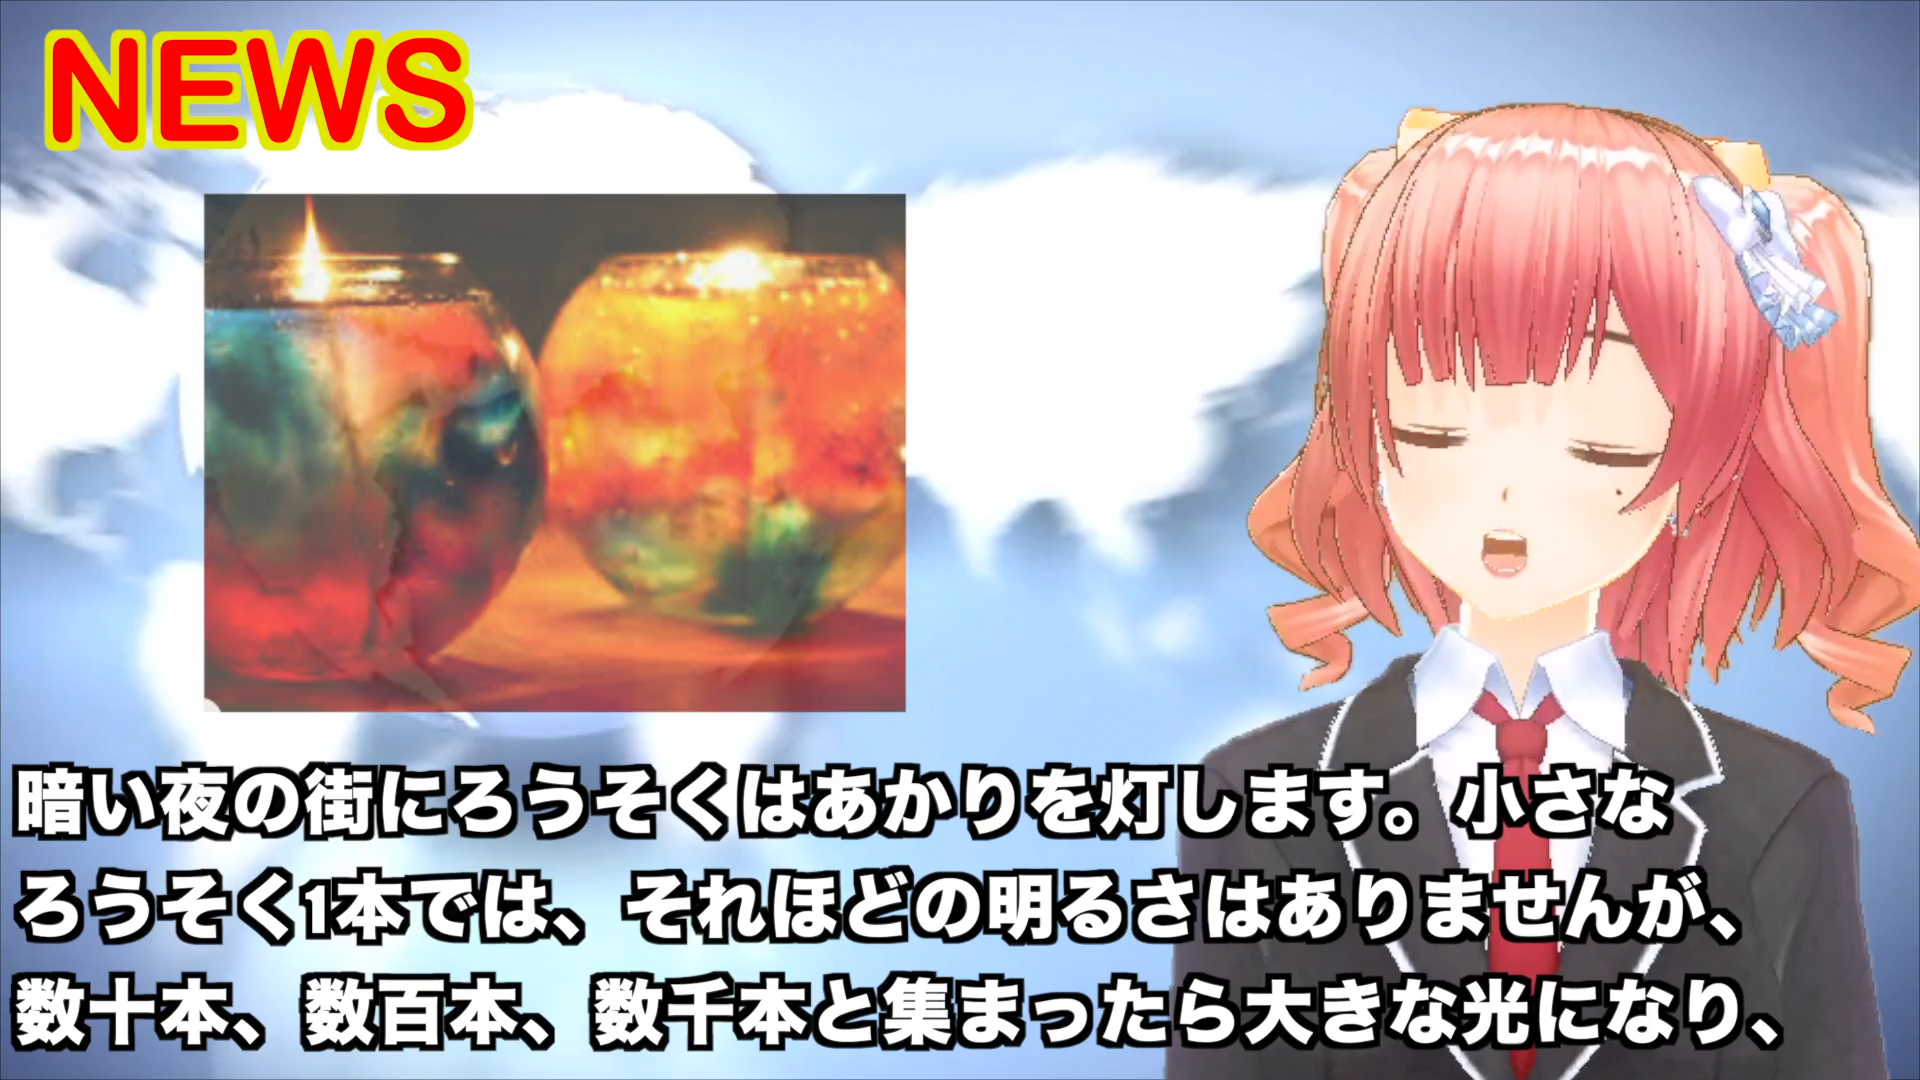 NEWS
暗い夜の街にろうそくはあかりを灯します。小さな
ろうそく1本では、それほどの明るさはありませんが、
数十本、数百本、数千本と集まったら大きな光になり、